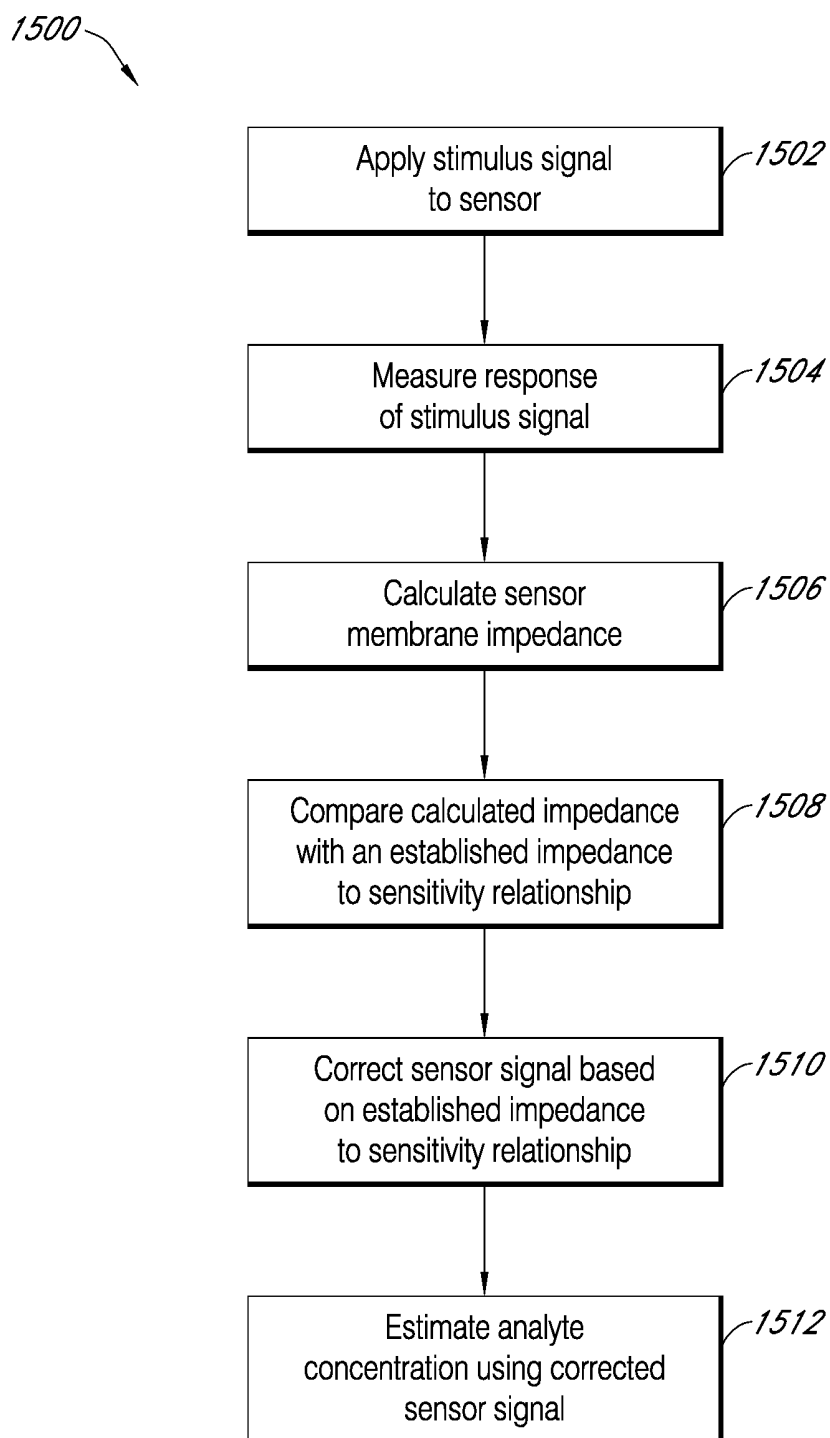 1500
Apply stimulus signal
to sensor
1502
Measure response
of stimulus signal
1504
Calculate sensor
membrane impedance
1506
Compare calculated impedance
with an established impedance
to sensitivity relationship
1508
Correct sensor signal based
on established impedance
to sensitivity relationship
1510
Estimate analyte
concentration using corrected
sensor signal
1512